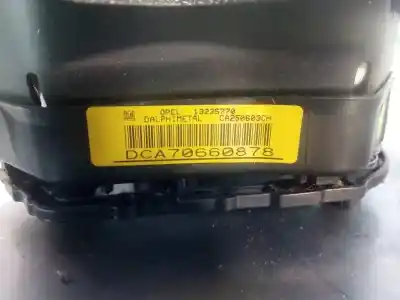 OPEL 13235770
DALPHIMETAL CA250603CH
DCA70660878